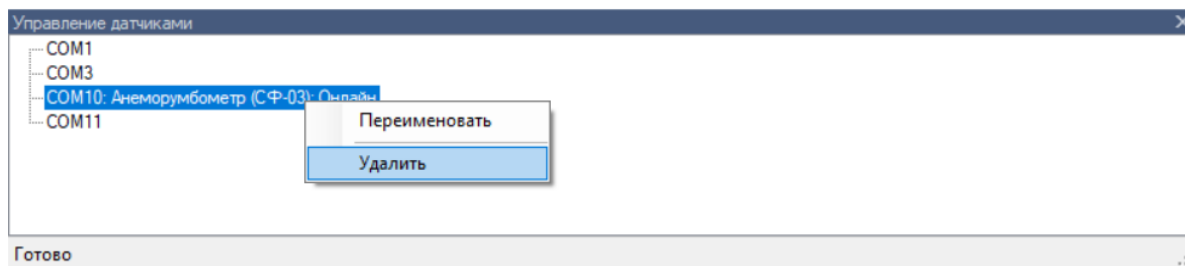 Управление датчиками
COM1
COM3
COM10: Анеморумбометр (СФ-03): Онлайн
COM11
Переименовать
Удалить
Готово